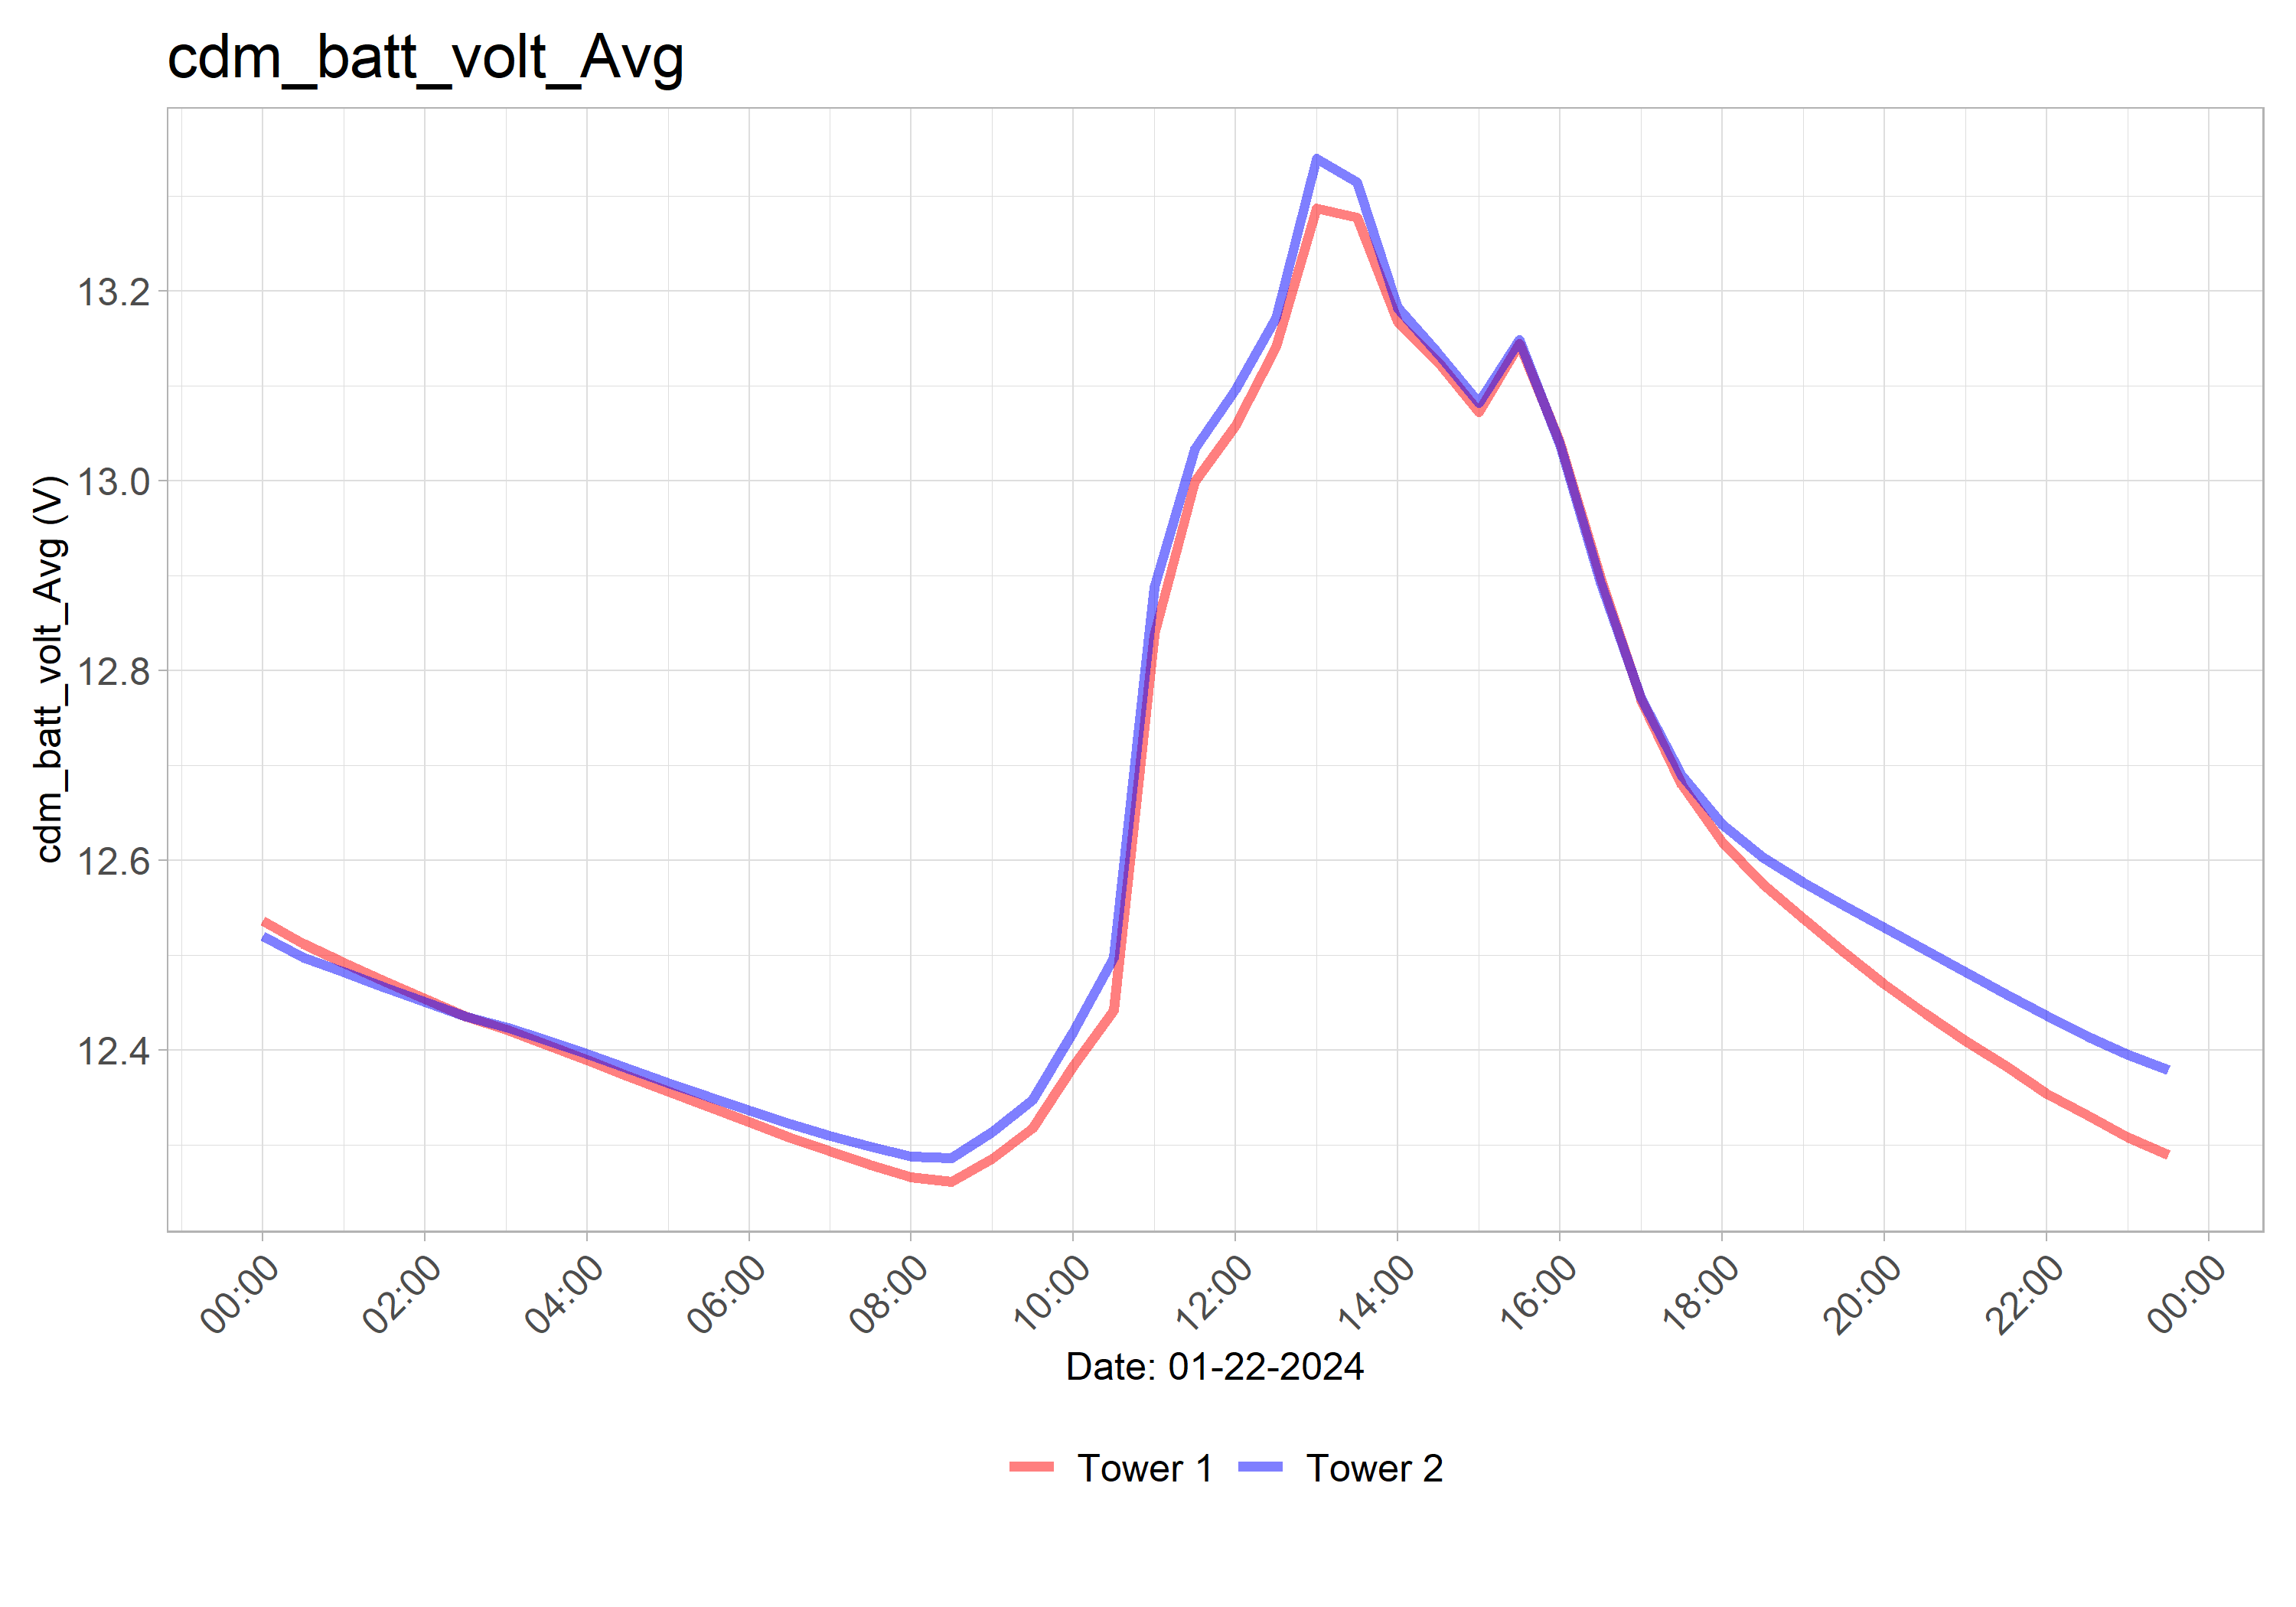 cdm_batt_volt_Avg
cdm_batt_volt_Avg (V)
13.2
13.0
12.8
12.6
12.4
00:00 02:00 04:00 06:00 08:00 10:00 12:00 14:00 16:00 18:00 20:00 22:00 00:00
Date: 01-22-2024
Tower 1 Tower 2